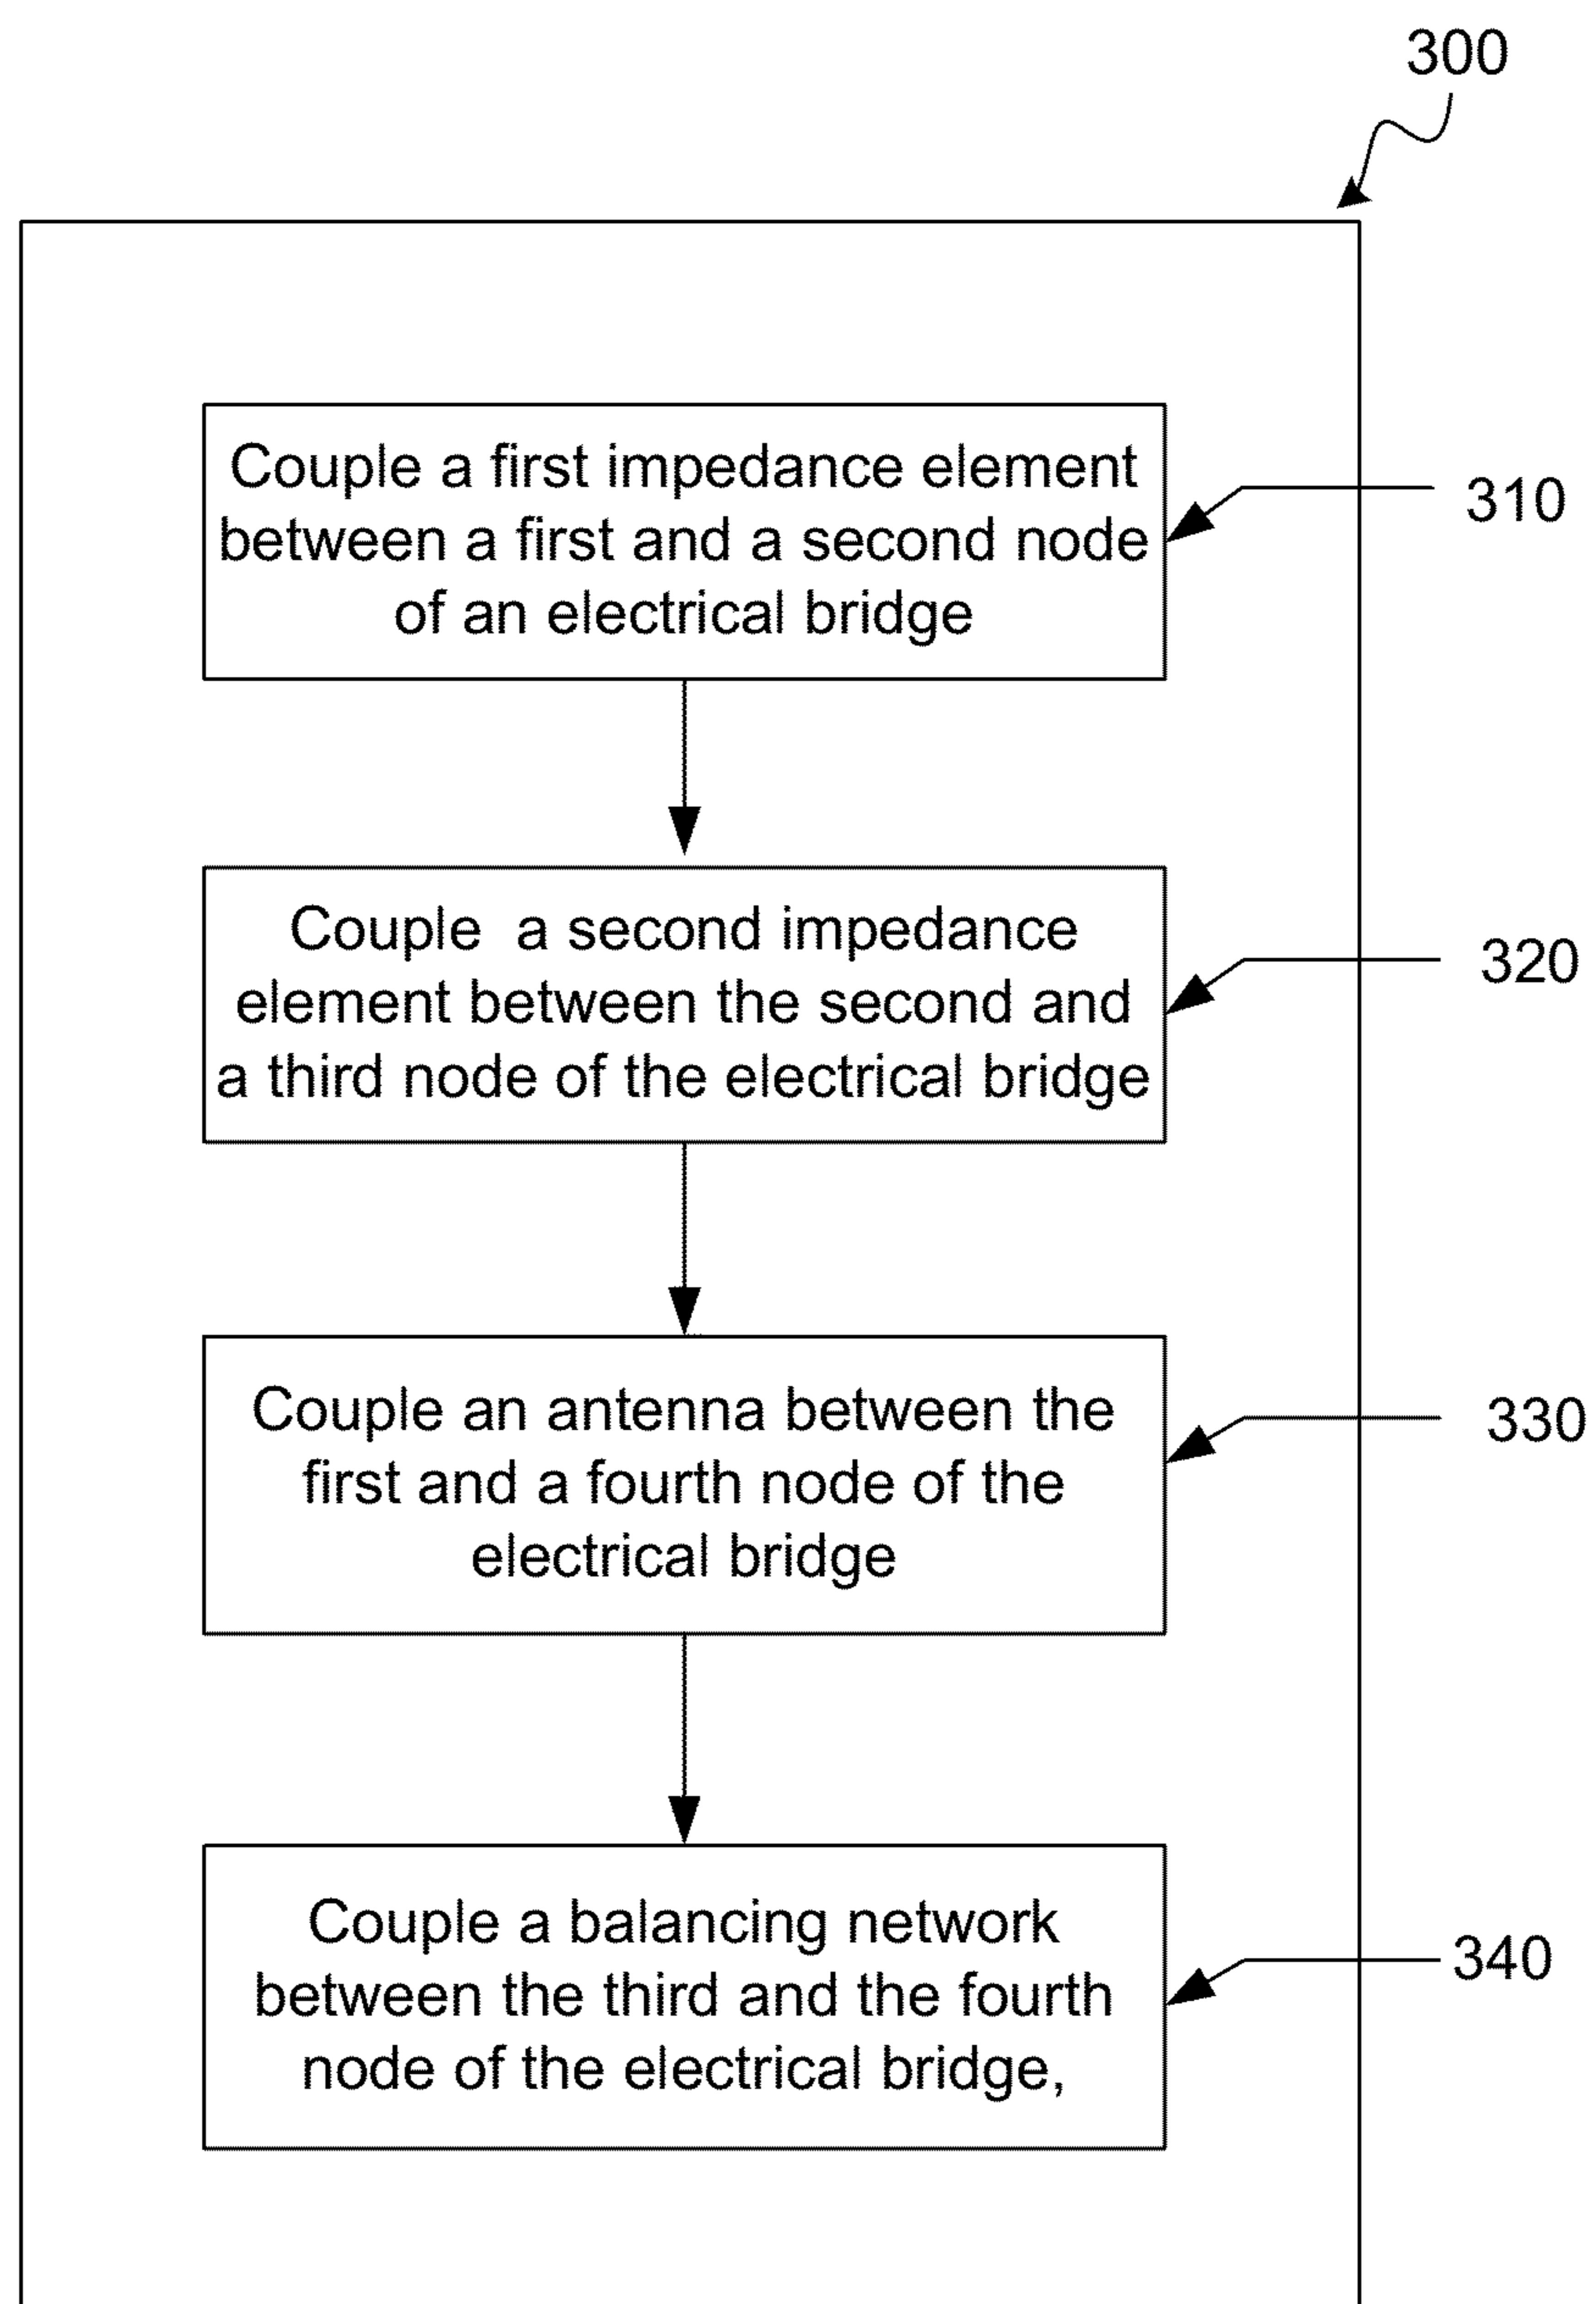 300
Couple a first impedance element
between a first and a second node
of an electrical bridge
310
Couple a second impedance
element between the second and
a third node of the electrical bridge
320
Couple an antenna between the
first and a fourth node of the
electrical bridge
330
Couple a balancing network
between the third and the fourth
node of the electrical bridge,
340